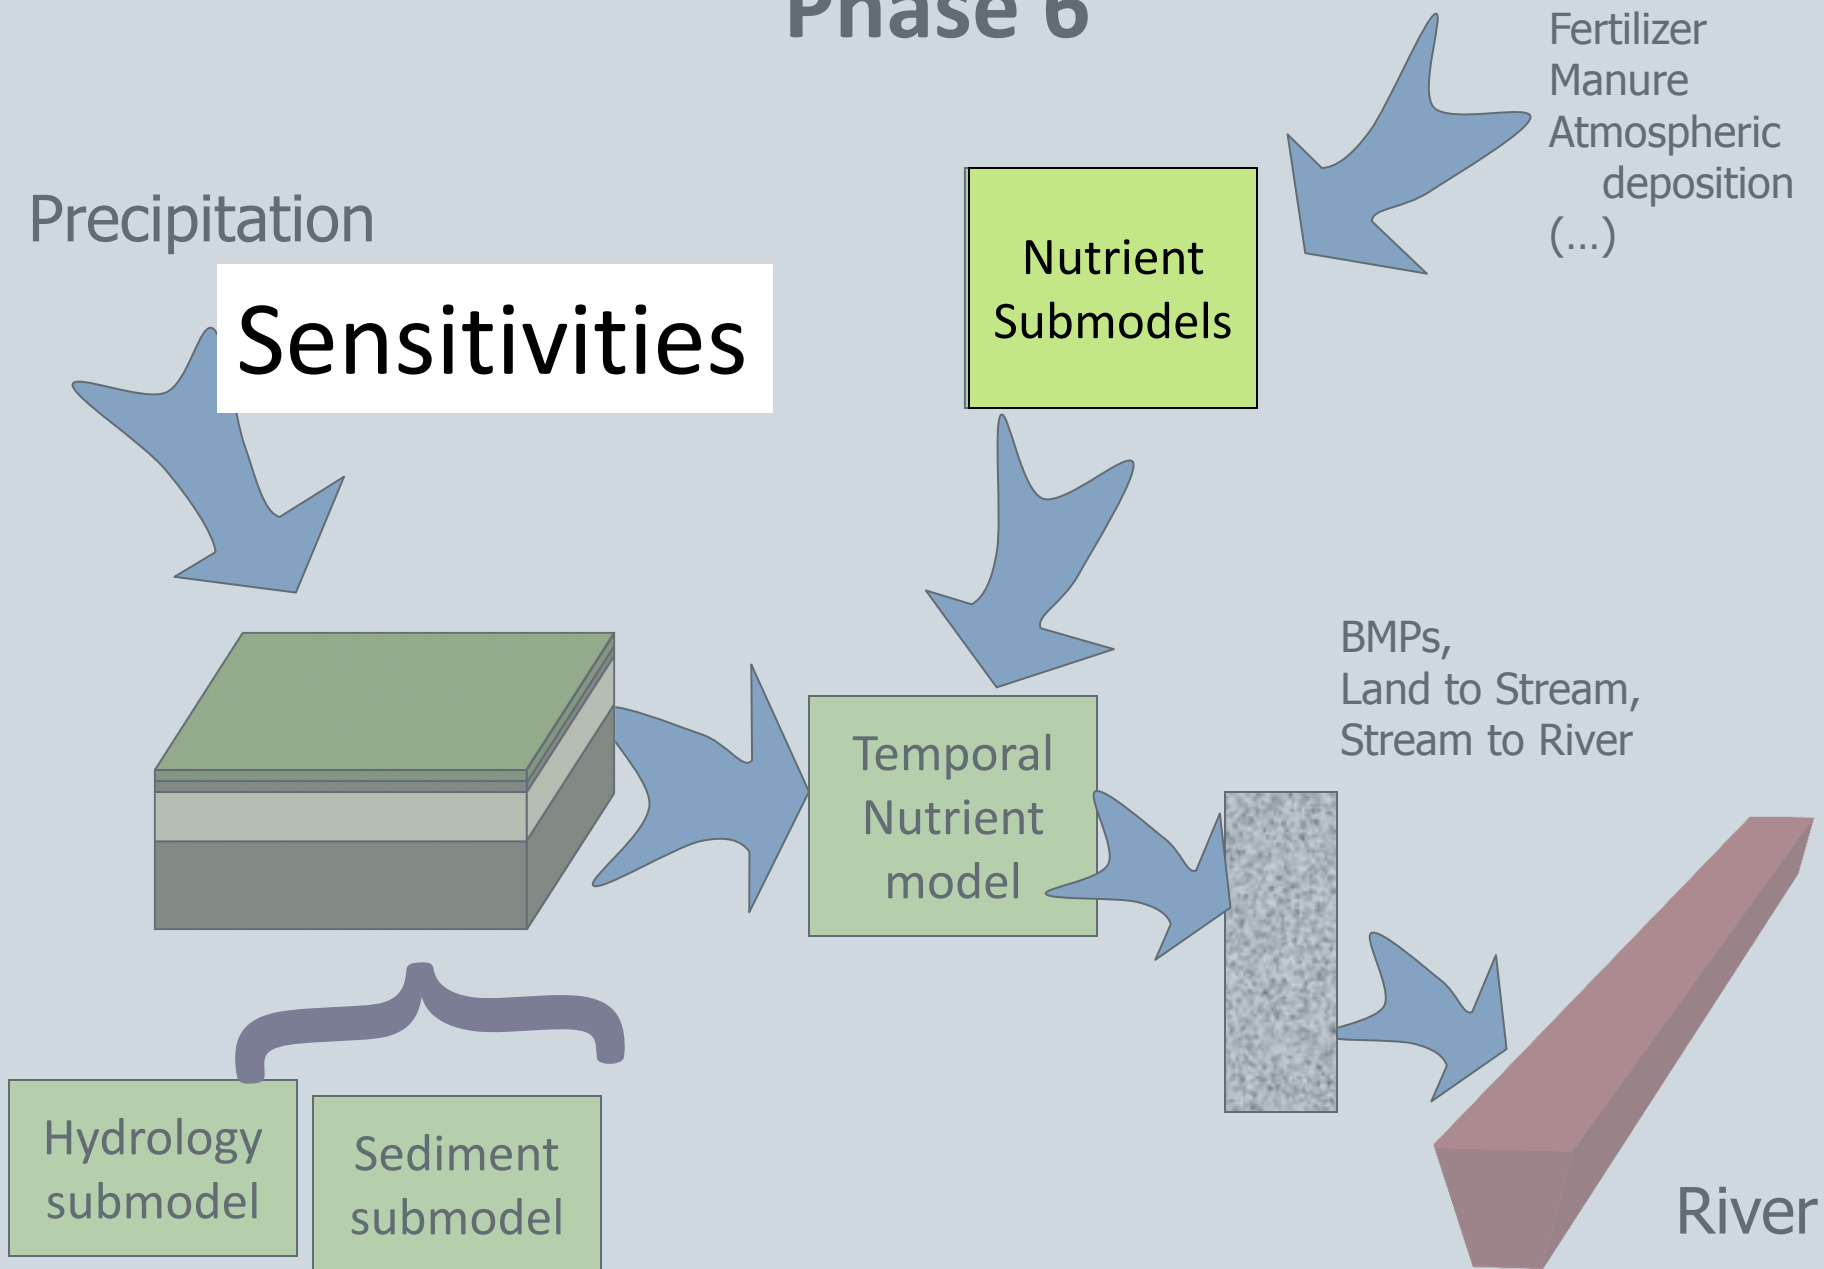 Phase 6
Fertilizer
Manure
Atmospheric
deposition
(...)
Precipitation
Sensitivities
Nutrient
Submodels
BMPs,
Land to Stream,
Stream to River
Temporal
Nutrient
model
Hydrology
submodel
Sediment
submodel
River